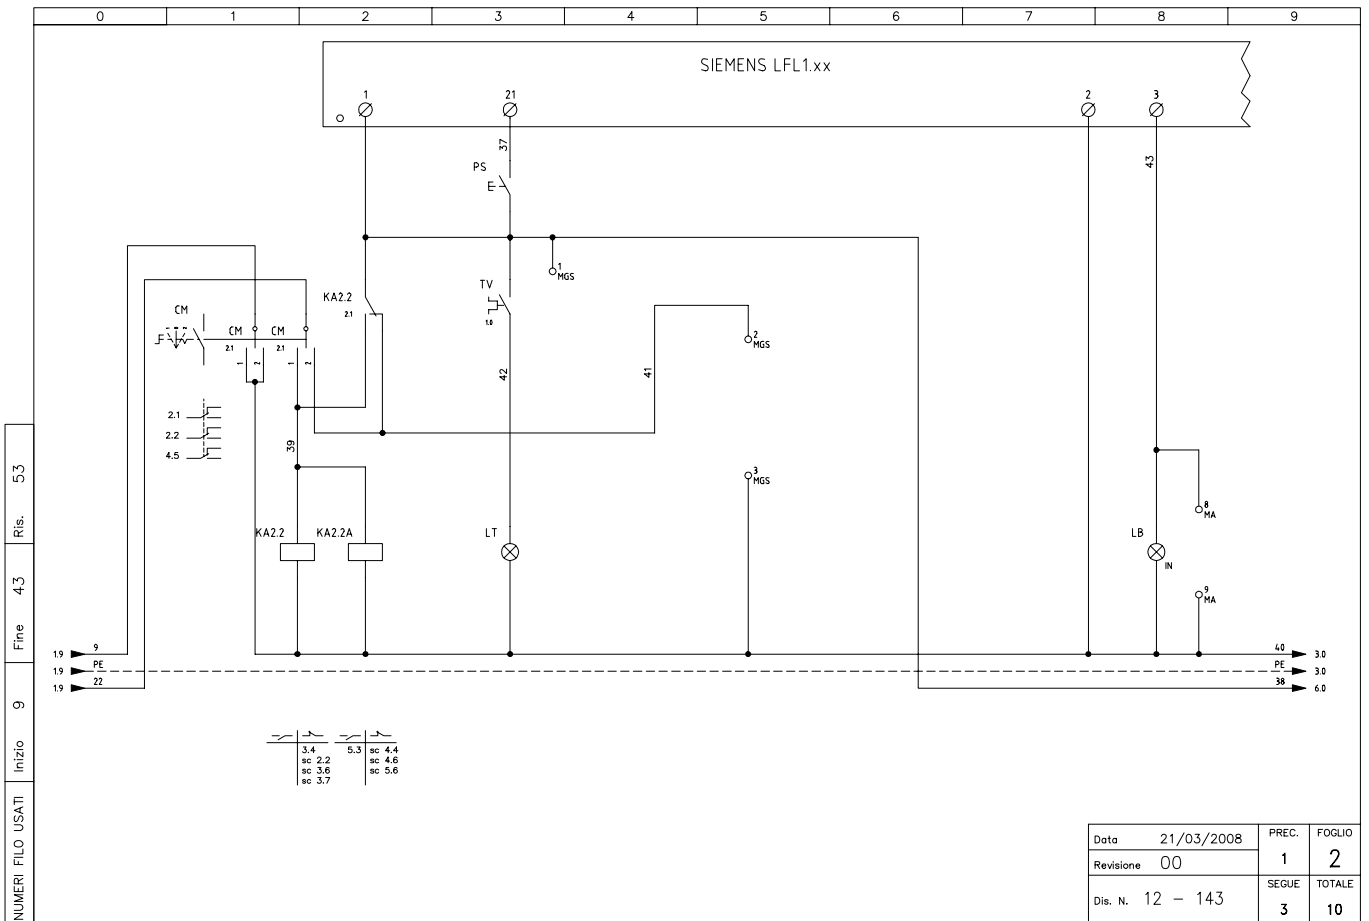 0 1 2 3 4 5 6 7 8 9
SIEMENS LFL1.xx
1 21 2 3
37
43
PS
1
MGS
KA2.2
2.1
TV
1.0
CM
CM CM
2.1 2.1
1 2 1 2
2
MGS
42
41
2.1
2.2
4.5
39
3
MGS
8
MA
KA2.2 KA2.2A
LT
LB
IN
9
MA
1.9 9
40 3.0
1.9 PE
PE 3.0
1.9 22
38 6.0
3.4
sc 2.2
sc 3.6
sc 3.7
5.3 sc 4.4
sc 4.6
sc 5.6
NUMERI FILO USATI
Inizio 9
Fine 43
Ris. 53
Data 21/03/2008
Revisione 00
Dis. N. 12 - 143
PREC.
1
FOGLIO
2
SEGUE
3
TOTALE
10